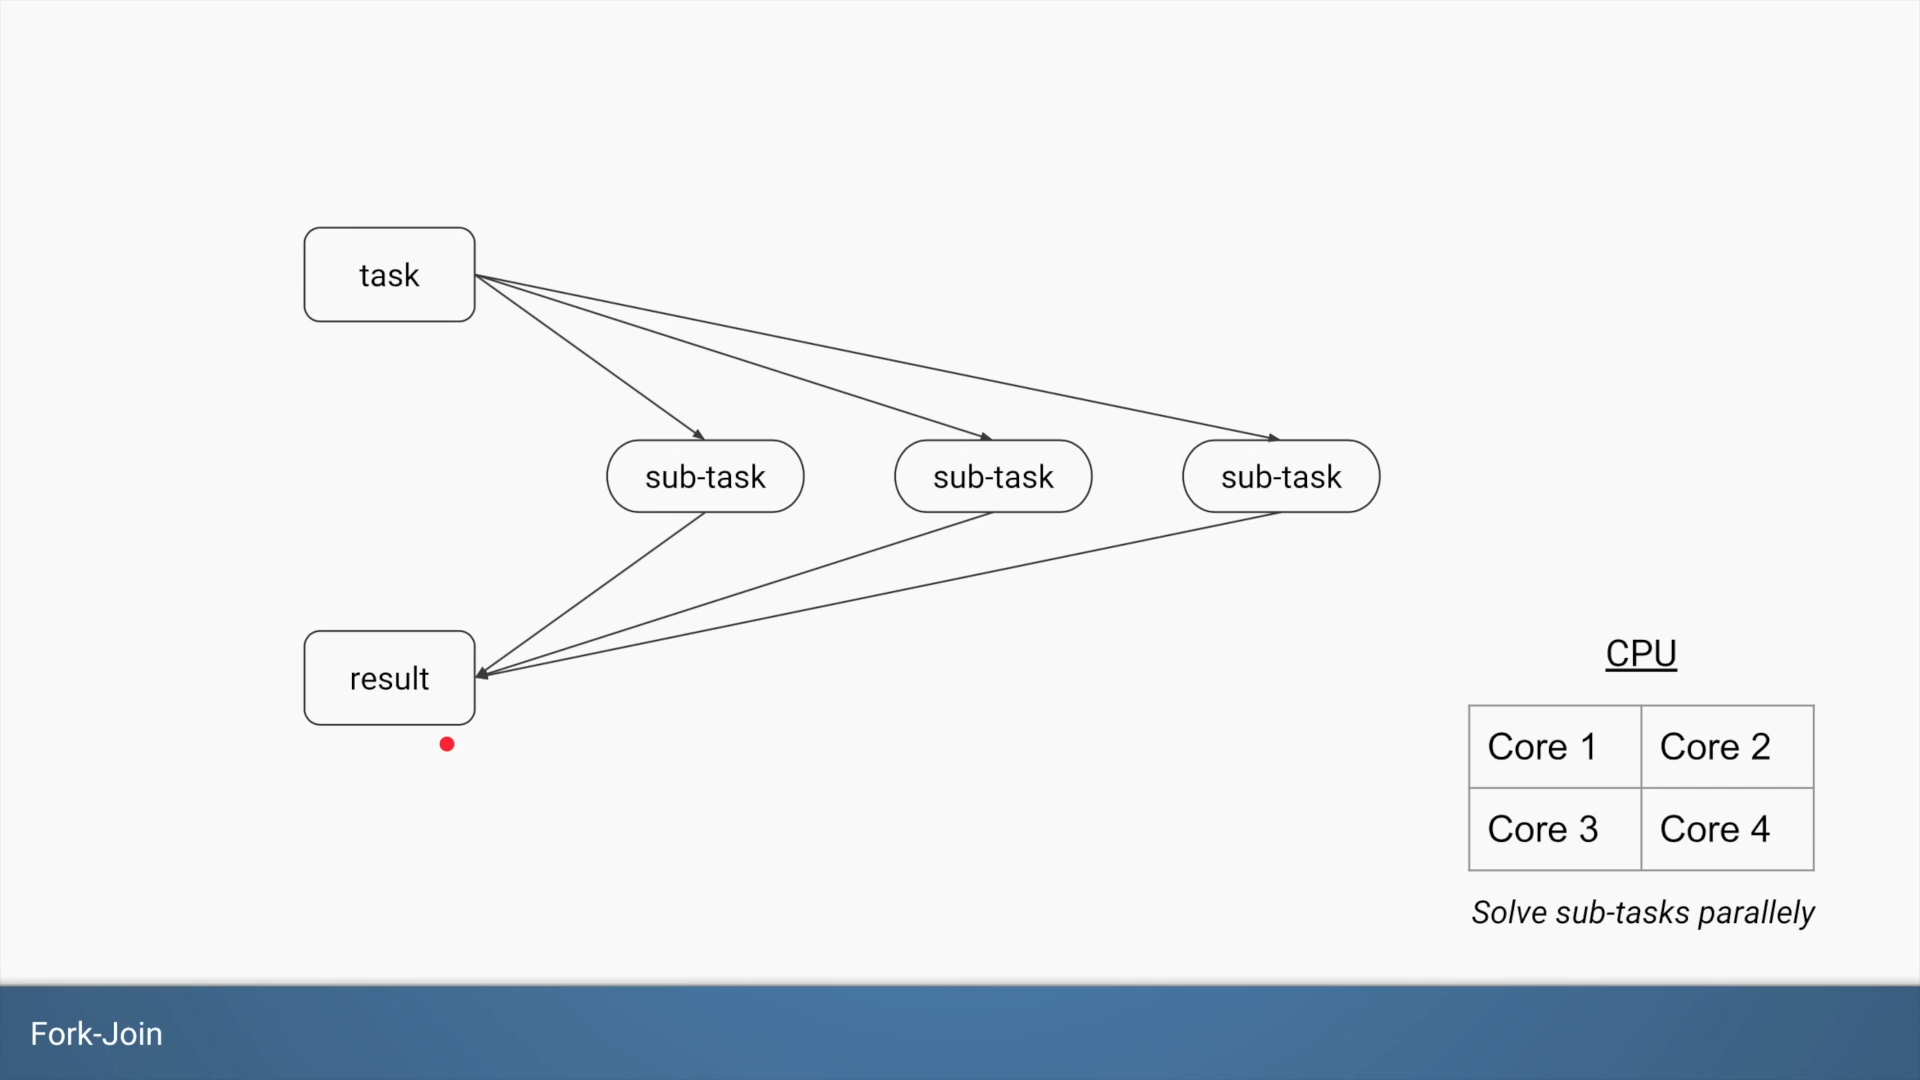 task
sub-task
sub-task
sub-task
result
CPU
Core 1
Core 2
Core 3
Core 4
Solve sub-tasks parallely
Fork-Join